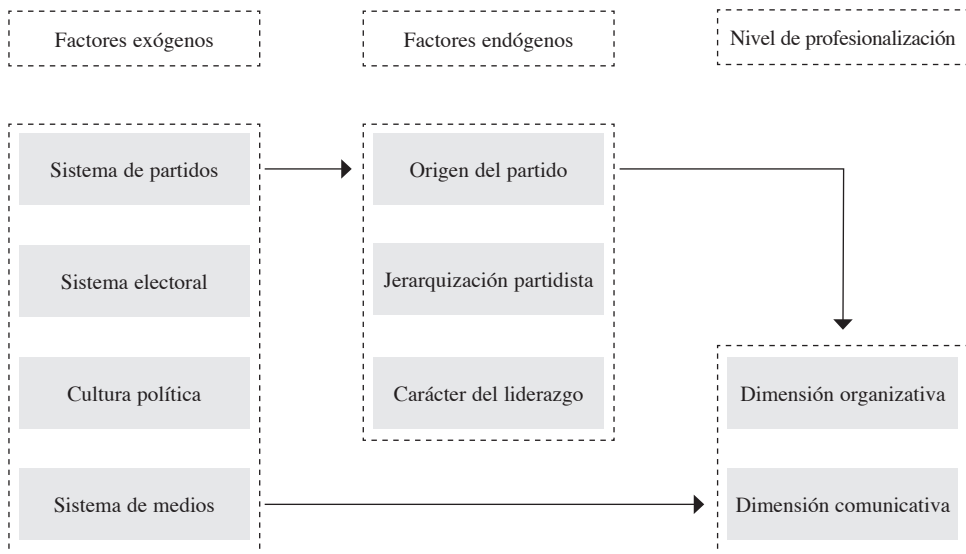 Factores exógenos
Factores endógenos
Nivel de profesionalización
Sistema de partidos
Origen del partido
Sistema electoral
Jerarquización partidista
Cultura política
Carácter del liderazgo
Dimensión organizativa
Sistema de medios
Dimensión comunicativa